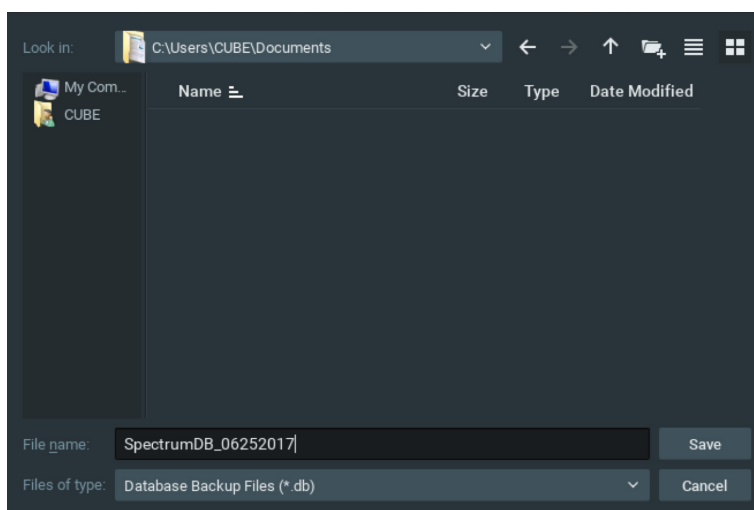 Look in: C:\Users\CUBE\Documents
My Com...
CUBE
Name Size Type Date Modified
File name: SpectrumDB_06252017 Save
Files of type: Database Backup Files (*.db) Cancel